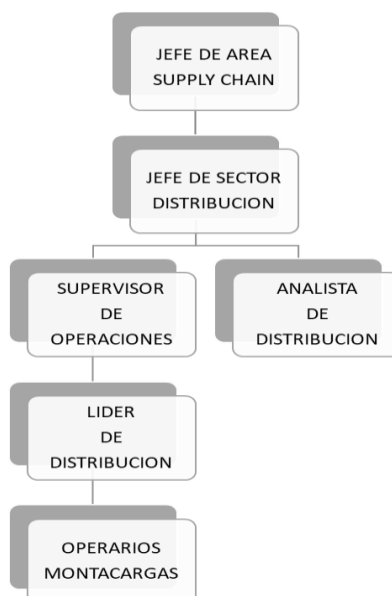 JEFE DE AREA
SUPPLY CHAIN
JEFE DE SECTOR
DISTRIBUCION
SUPERVISOR
DE
OPERACIONES
ANALISTA
DE
DISTRIBUCION
LIDER
DE
DISTRIBUCION
OPERARIOS
MONTACARGAS